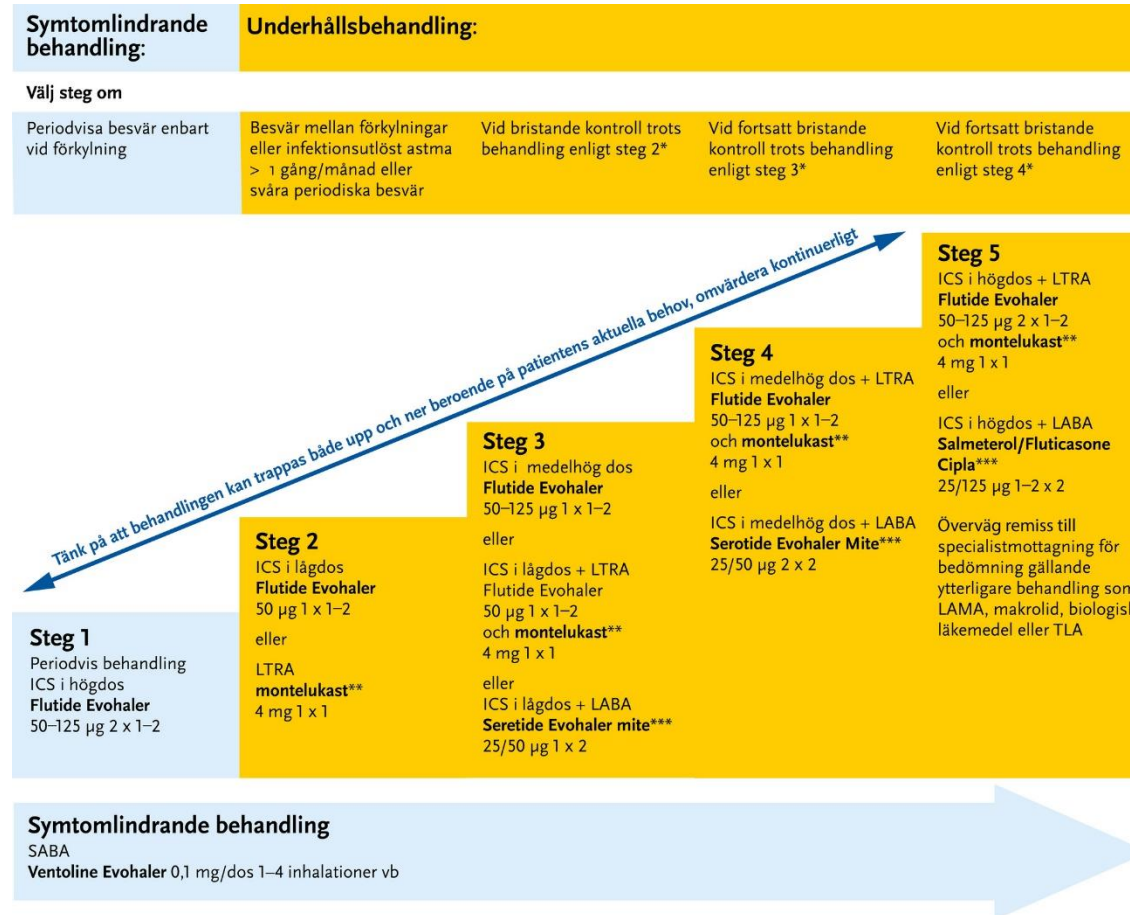 Symtomlindrande
behandling:
Underhållsbehandling:
Välj steg om
Periodvisa besvär enbart
vid förkylning
Besvär mellan förkylningar
eller infektionsutlöst astma
> 1 gång/månad eller
svåra periodiska besvär
Vid bristande kontroll trots
behandling enligt steg 2*
Vid fortsatt bristande
kontroll trots behandling
enligt steg 3*
Vid fortsatt bristande
kontroll trots behandling
enligt steg 4*
Tänk på att behandlingen kan trappas både upp och ner beroende på patientens aktuella behov, omvärdera kontinuerligt
Steg 1
Periodvis behandling
ICS i högdos
Flutide Evohaler
50–125 µg 2 x 1–2
Steg 2
ICS i lågdos
Flutide Evohaler
50 µg 1 x 1–2
eller
LTRA
montelukast**
4 mg 1 x 1
Steg 3
ICS i medelhög dos
Flutide Evohaler
50–125 µg 1 x 1–2
eller
ICS i lågdos + LTRA
Flutide Evohaler
50 µg 1 x 1–2
och montelukast**
4 mg 1 x 1
eller
ICS i lågdos + LABA
Seretide Evohaler mite***
25/50 µg 1 x 2
Steg 4
ICS i medelhög dos + LTRA
Flutide Evohaler
50–125 µg 1 x 1–2
och montelukast**
4 mg 1 x 1
eller
ICS i medelhög dos + LABA
Serotide Evohaler Mite***
25/50 µg 2 x 2
Steg 5
ICS i högdos + LTRA
Flutide Evohaler
50–125 µg 2 x 1–2
och montelukast**
4 mg 1 x 1
eller
ICS i högdos + LABA
Salmeterol/Fluticasone
Cipla***
25/125 µg 1–2 x 2
Överväg remiss till
specialistmottagning för
bedömning gällande
ytterligare behandling som
LAMA, makrolid, biologisk
läkemedel eller TLA
Symtomlindrande behandling
SABA
Ventoline Evohaler 0,1 mg/dos 1–4 inhalationer vb